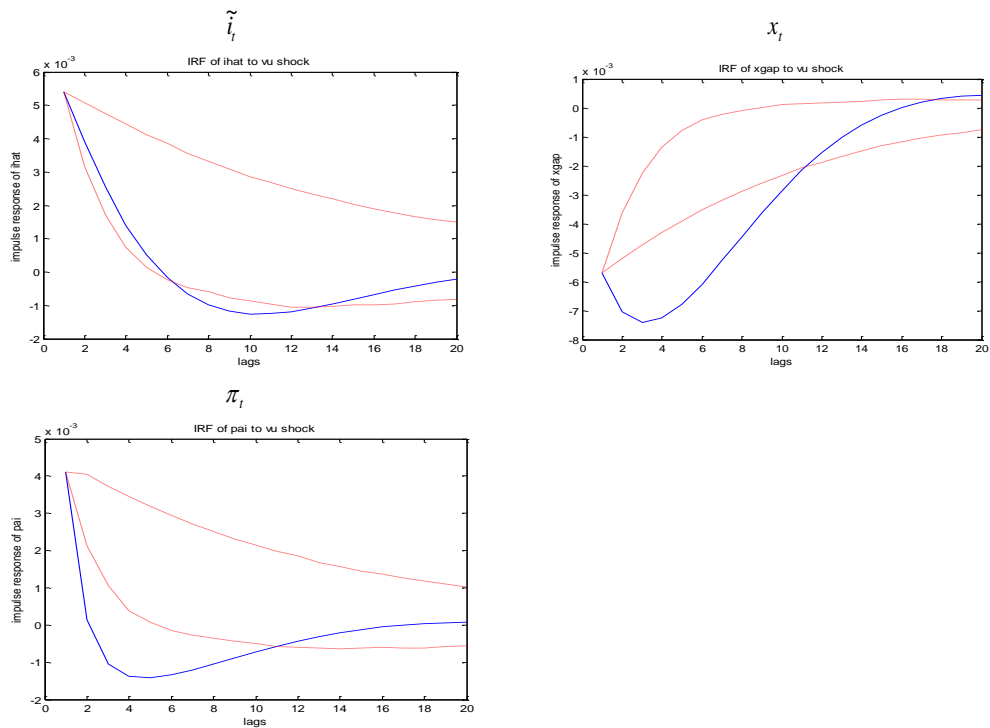 ĩₜ
xₜ
IRF of ihat to vu shock
x 10⁻³
impulse response of ihat
6
5
4
3
2
1
0
-1
-2
0 2 4 6 8 10 12 14 16 18 20
lags
IRF of xgap to vu shock
x 10⁻³
impulse response of xgap
1
0
-1
-2
-3
-4
-5
-6
-7
-8
0 2 4 6 8 10 12 14 16 18 20
lags
πₜ
IRF of pai to vu shock
x 10⁻³
impulse response of pai
5
4
3
2
1
0
-1
-2
0 2 4 6 8 10 12 14 16 18 20
lags